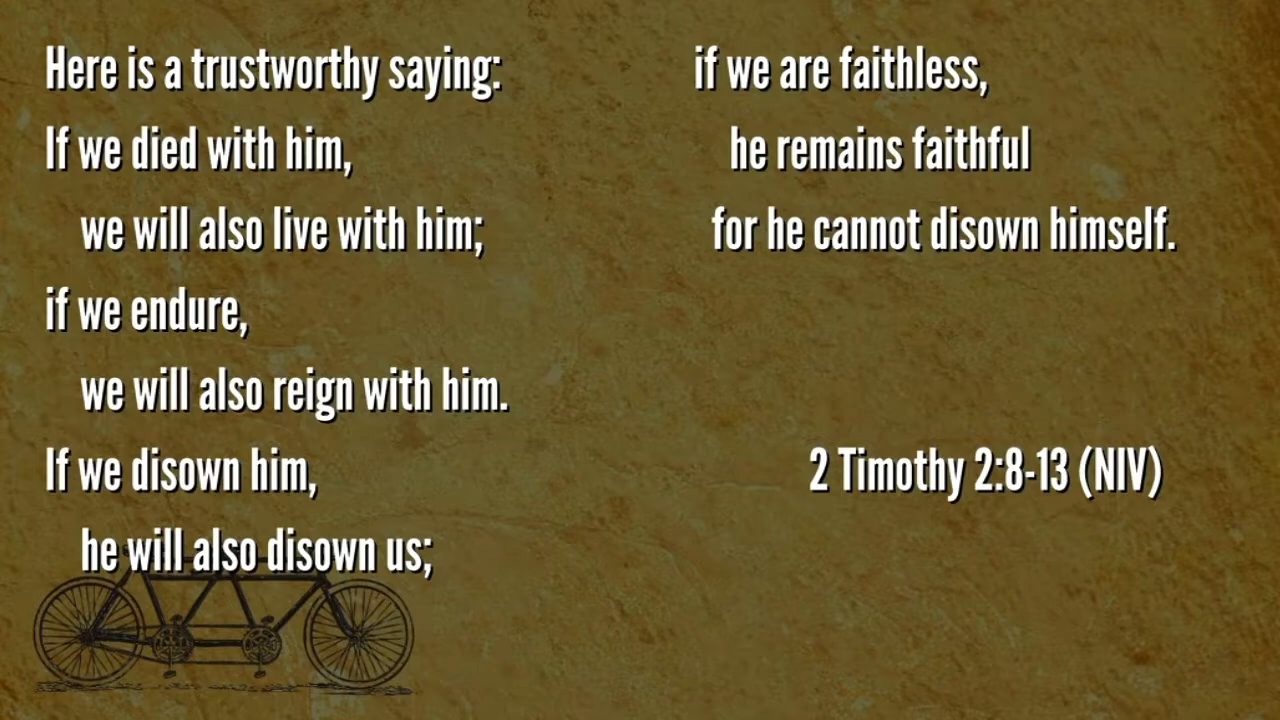 Here is a trustworthy saying:
If we died with him,
we will also live with him;
if we endure,
we will also reign with him.
If we disown him,
he will also disown us;
if we are faithless,
he remains faithful
for he cannot disown himself.
2 Timothy 2:8-13 (NIV)